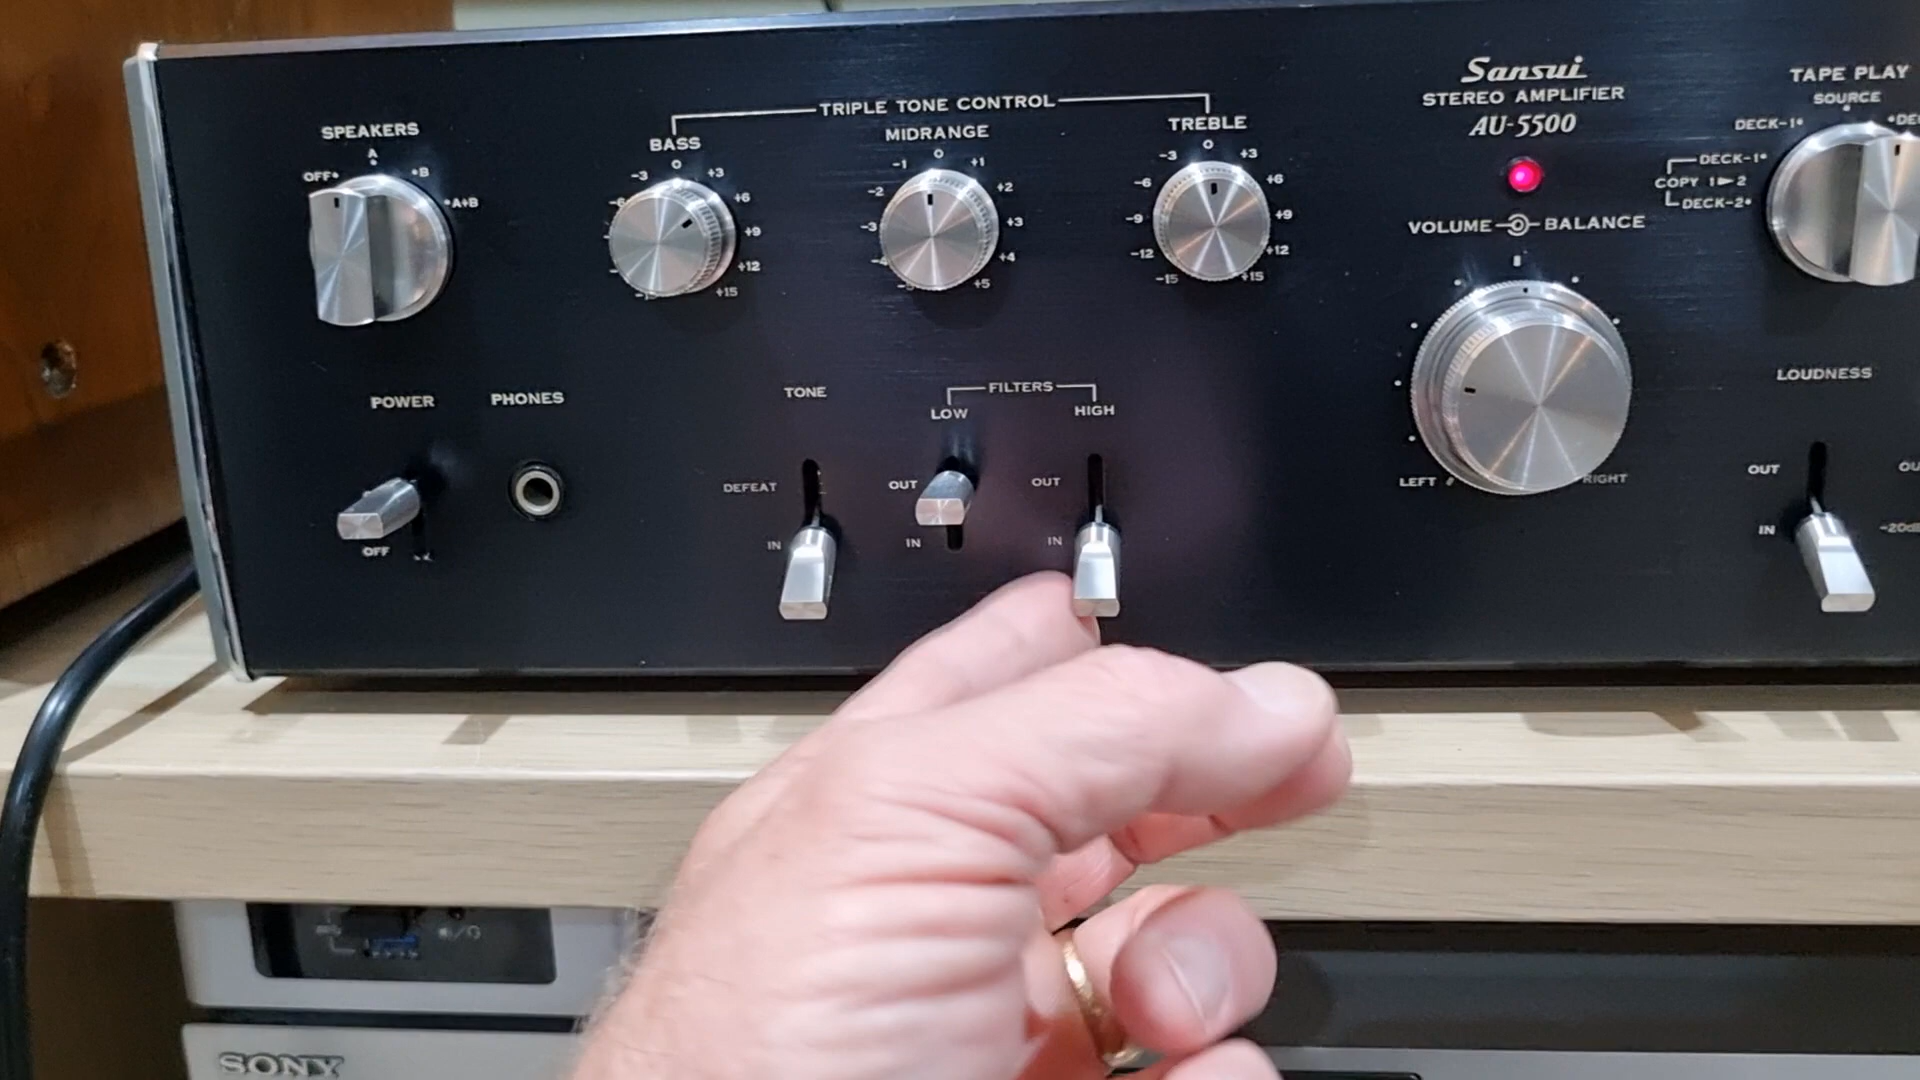 SPEAKERS
A
OFF• •B
•A+B
TRIPLE TONE CONTROL
BASS
0
-3 +3
-6 +6
+9
+12
+15
MIDRANGE
0
-1 +1
-2 +2
-3 +3
-4 +4
-5 +5
TREBLE
0
-3 +3
-6 +6
-9 +9
-12 +12
-15 +15
Sansui
STEREO AMPLIFIER
AU-5500
VOLUME BALANCE
LEFT RIGHT
TAPE PLAY
SOURCE
DECK-1•
DECK-1•
COPY 1►2
DECK-2•
POWER
OFF
PHONES
TONE
DEFEAT
IN
FILTERS
LOW
OUT
IN
HIGH
OUT
IN
LOUDNESS
OUT
IN
SONY